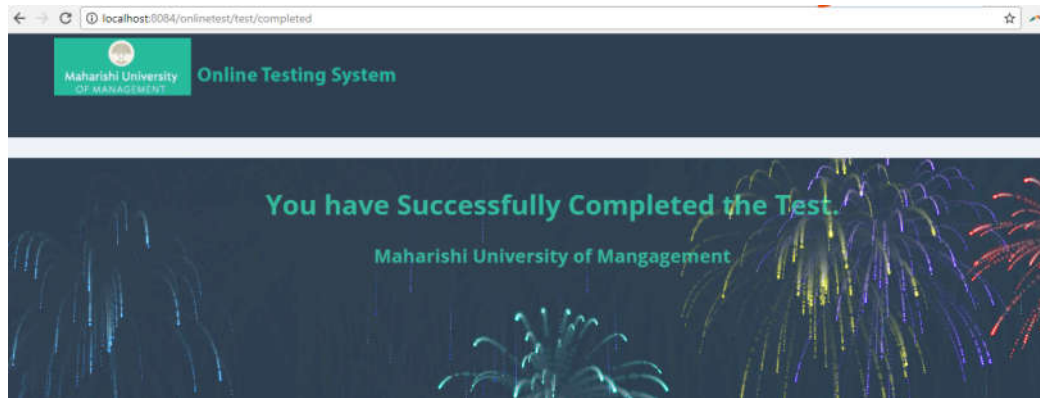 localhost:8084/onlinetest/test/completed
Maharishi University
OF MANAGEMENT
Online Testing System
You have Successfully Completed the Test.
Maharishi University of Mangagement